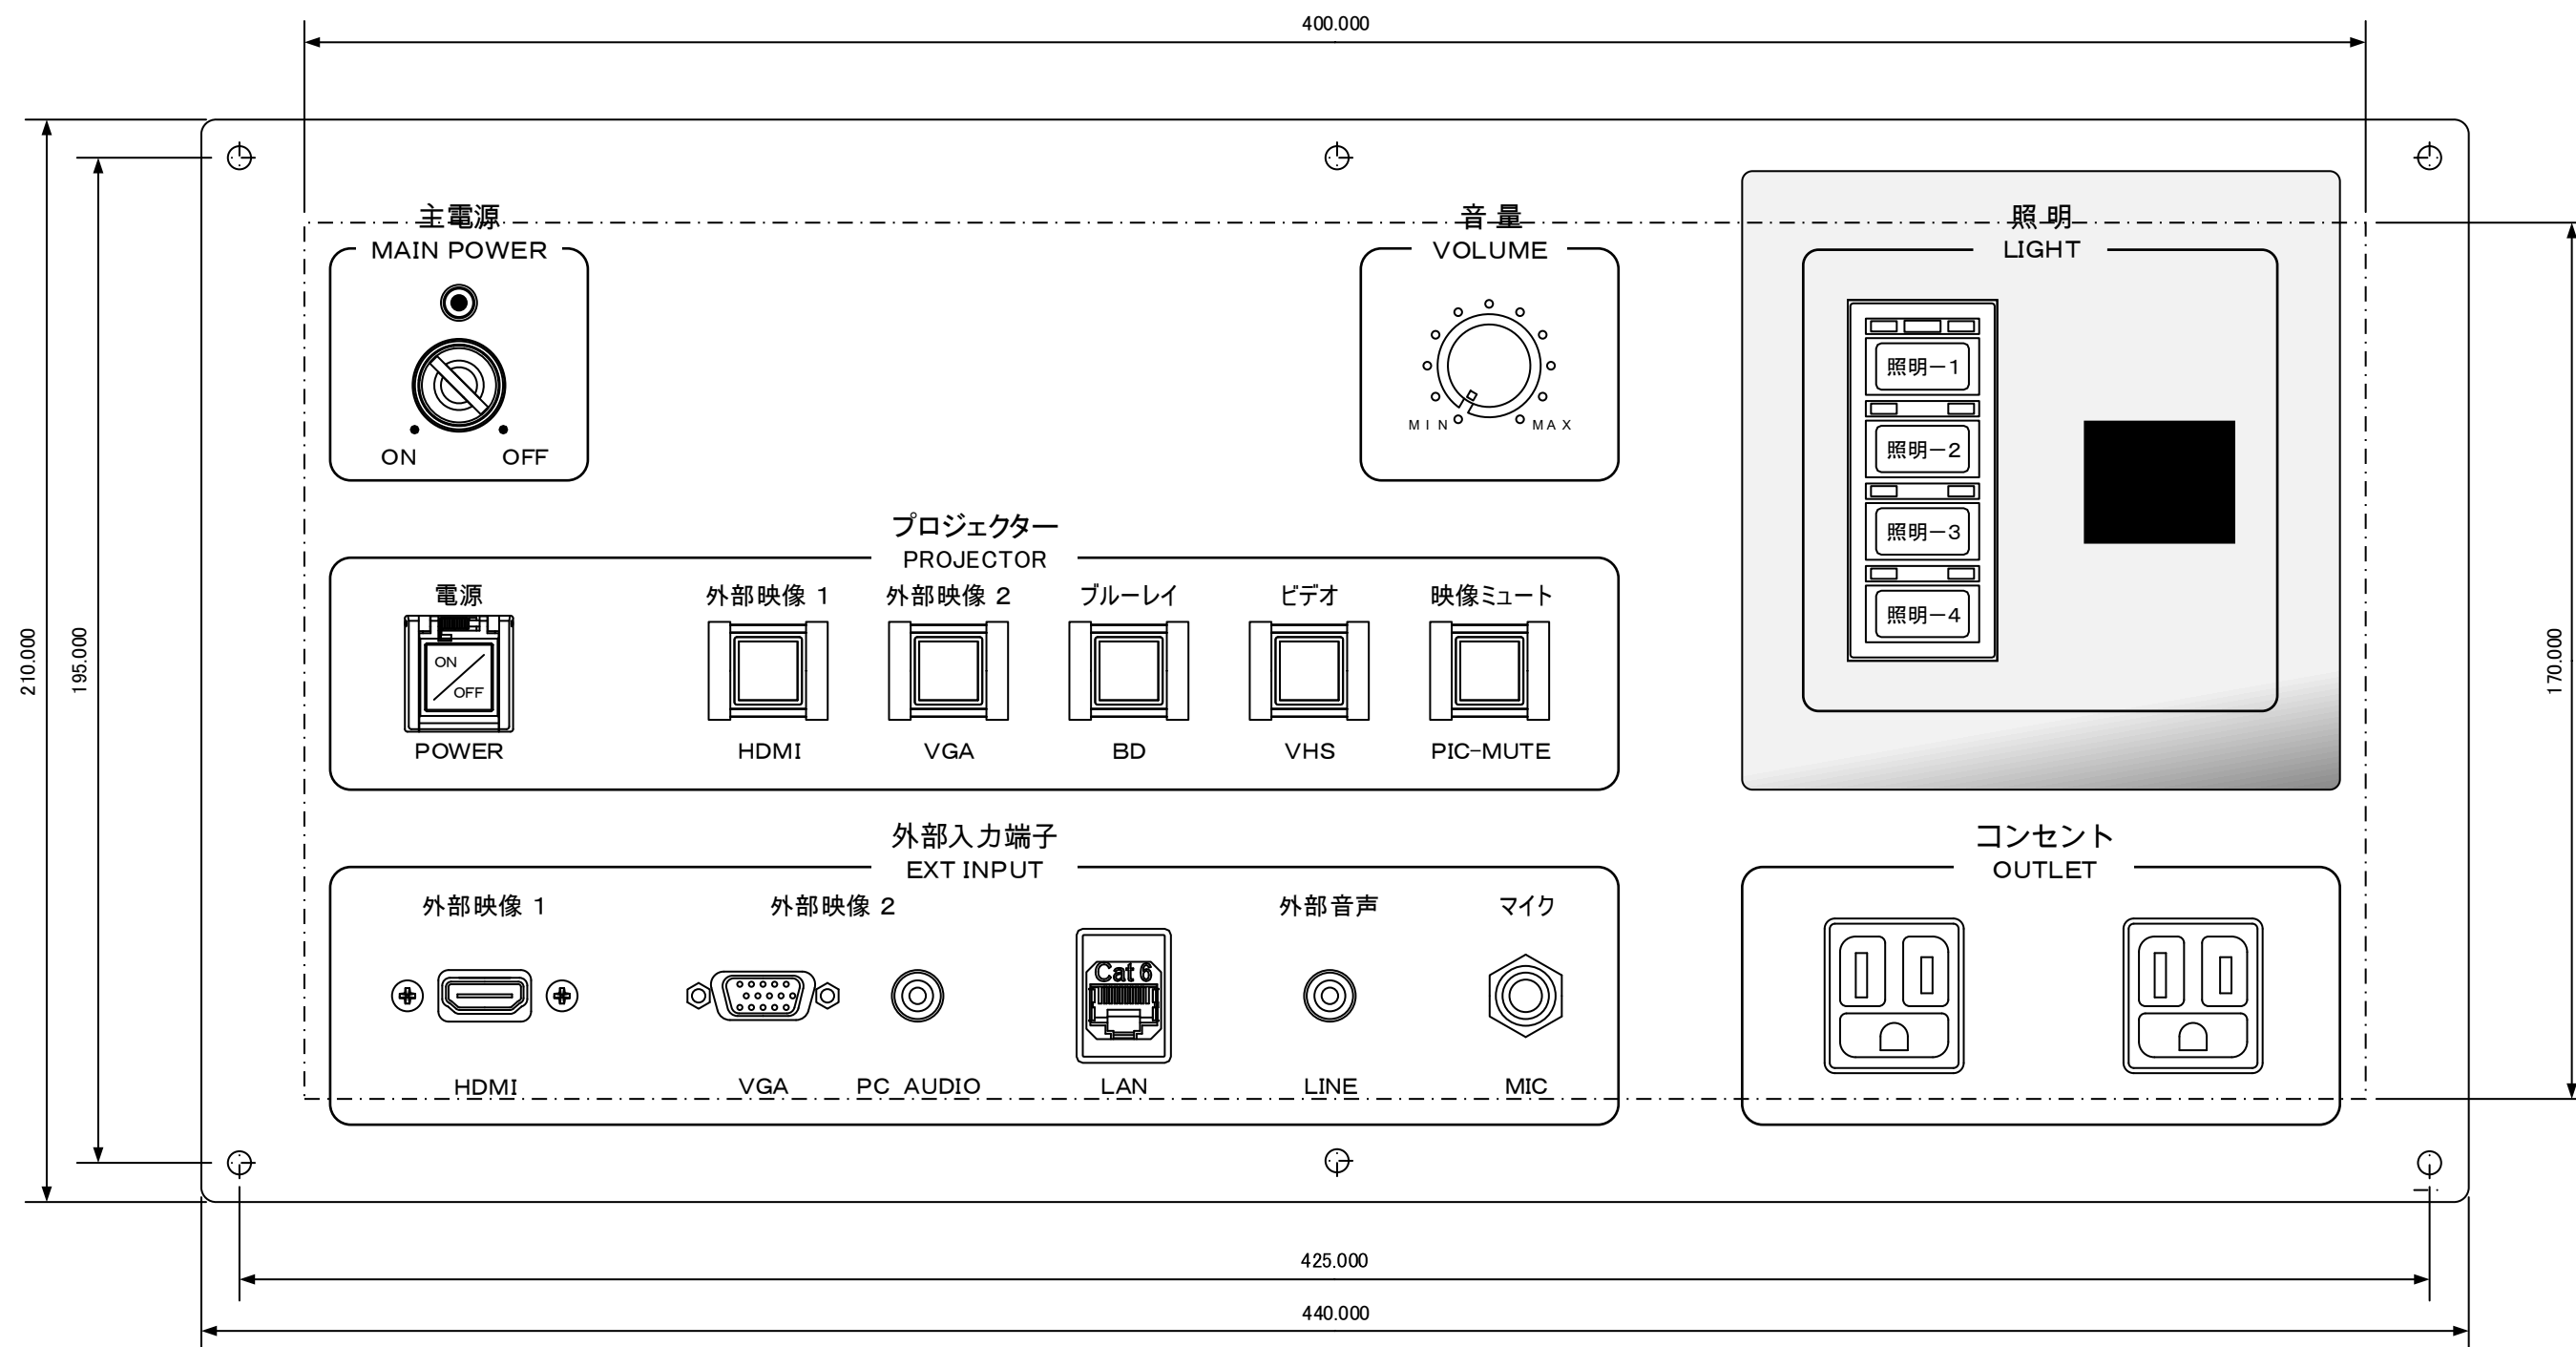 400.000
主電源
MAIN POWER
ON
OFF
音 量
VOLUME
MIN
MAX
照 明
LIGHT
照明－1
照明－2
照明－3
照明－4
プロジェクター
PROJECTOR
電源
外部映像 1
外部映像 2
ブルーレイ
ビデオ
映像ミュート
ON
OFF
POWER
HDMI
VGA
BD
VHS
PIC-MUTE
210.000
195.000
170.000
外部入力端子
EXT INPUT
外部映像 1
外部映像 2
外部音声
マイク
Cat 6
HDMI
VGA
PC AUDIO
LAN
LINE
MIC
コンセント
OUTLET
425.000
440.000